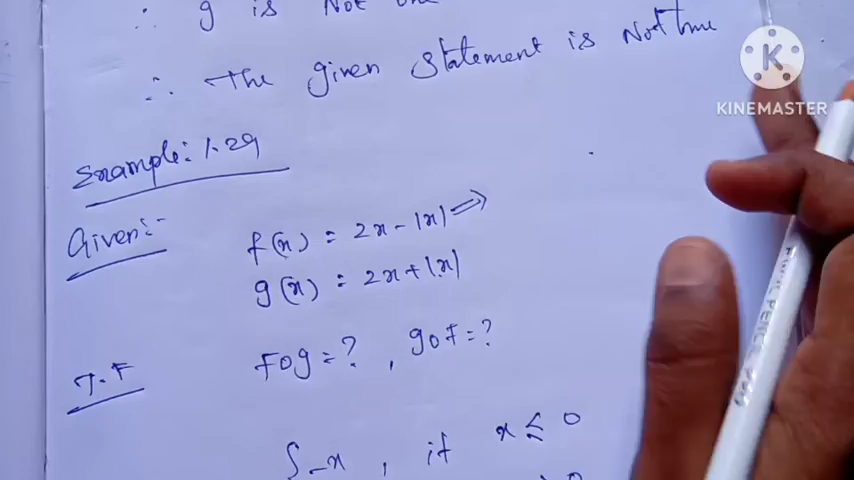 ∴ g is Not one
∴ The given Statement is Not true
KINEMASTER
Example: 1.29
Given:-
f(x) = 2x - |x| ⇒
g(x) = 2x + |x|
T.F
fog = ? , gof = ?
{ -x , if x ≤ 0